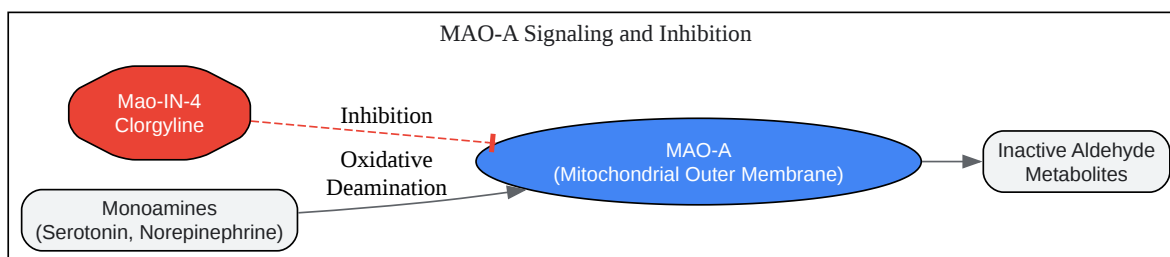 MAO-A Signaling and Inhibition
Mao-IN-4
Clorgyline
Inhibition
Oxidative
Deamination
Monoamines
(Serotonin, Norepinephrine)
MAO-A
(Mitochondrial Outer Membrane)
Inactive Aldehyde
Metabolites